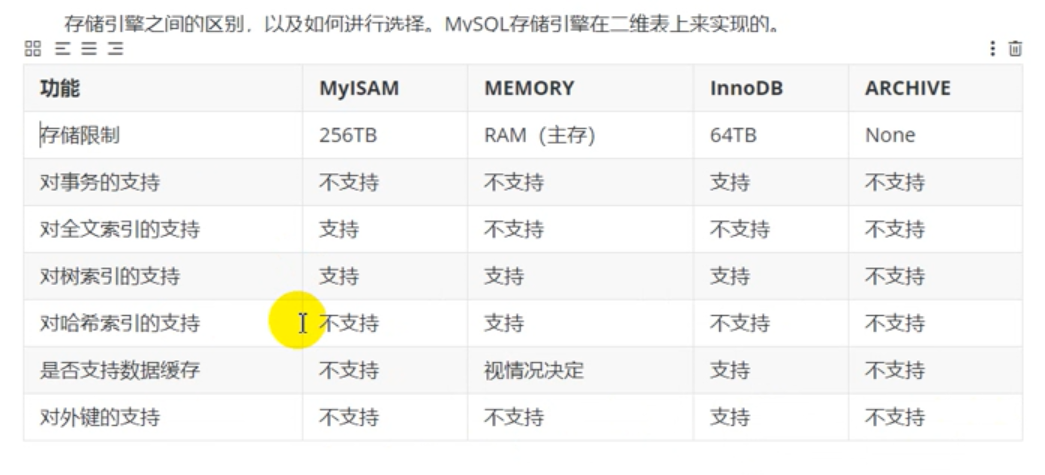 存储引擎之间的区别，以及如何进行选择。MySQL存储引擎在二维表上来实现的。
功能 MyISAM MEMORY InnoDB ARCHIVE
存储限制 256TB RAM（主存） 64TB None
对事务的支持 不支持 不支持 支持 不支持
对全文索引的支持 支持 不支持 不支持 不支持
对树索引的支持 支持 支持 支持 不支持
对哈希索引的支持 不支持 支持 不支持 不支持
是否支持数据缓存 不支持 视情况决定 支持 不支持
对外键的支持 不支持 不支持 支持 不支持